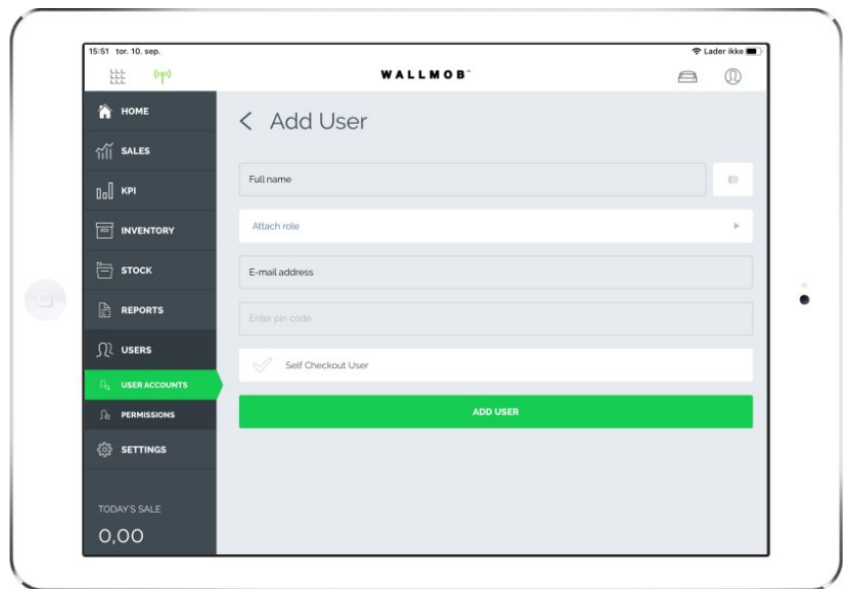 15:51 tor. 10. sep.
Lader ikke
WALLMOB™
HOME
SALES
KPI
INVENTORY
STOCK
REPORTS
USERS
USER ACCOUNTS
PERMISSIONS
SETTINGS
TODAY'S SALE
0,00
Add User
Full name
Attach role
E-mail address
Enter pin code
Self Checkout User
ADD USER